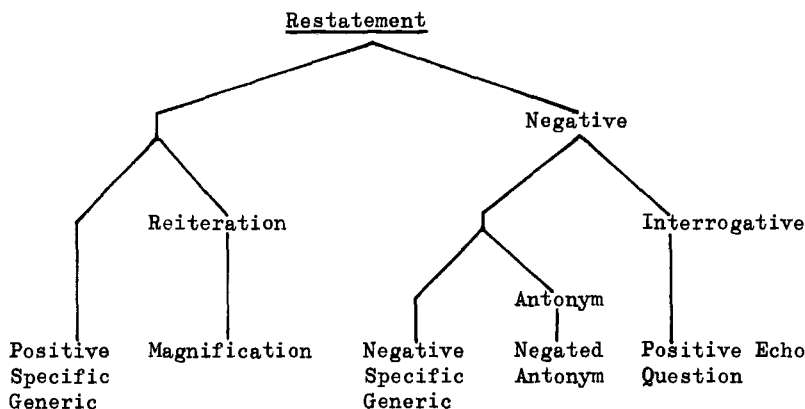 Restatement
Negative
Reiteration
Interrogative
Antonym
Positive
Specific
Generic
Magnification
Negative
Specific
Generic
Negated
Antonym
Positive Echo
Question